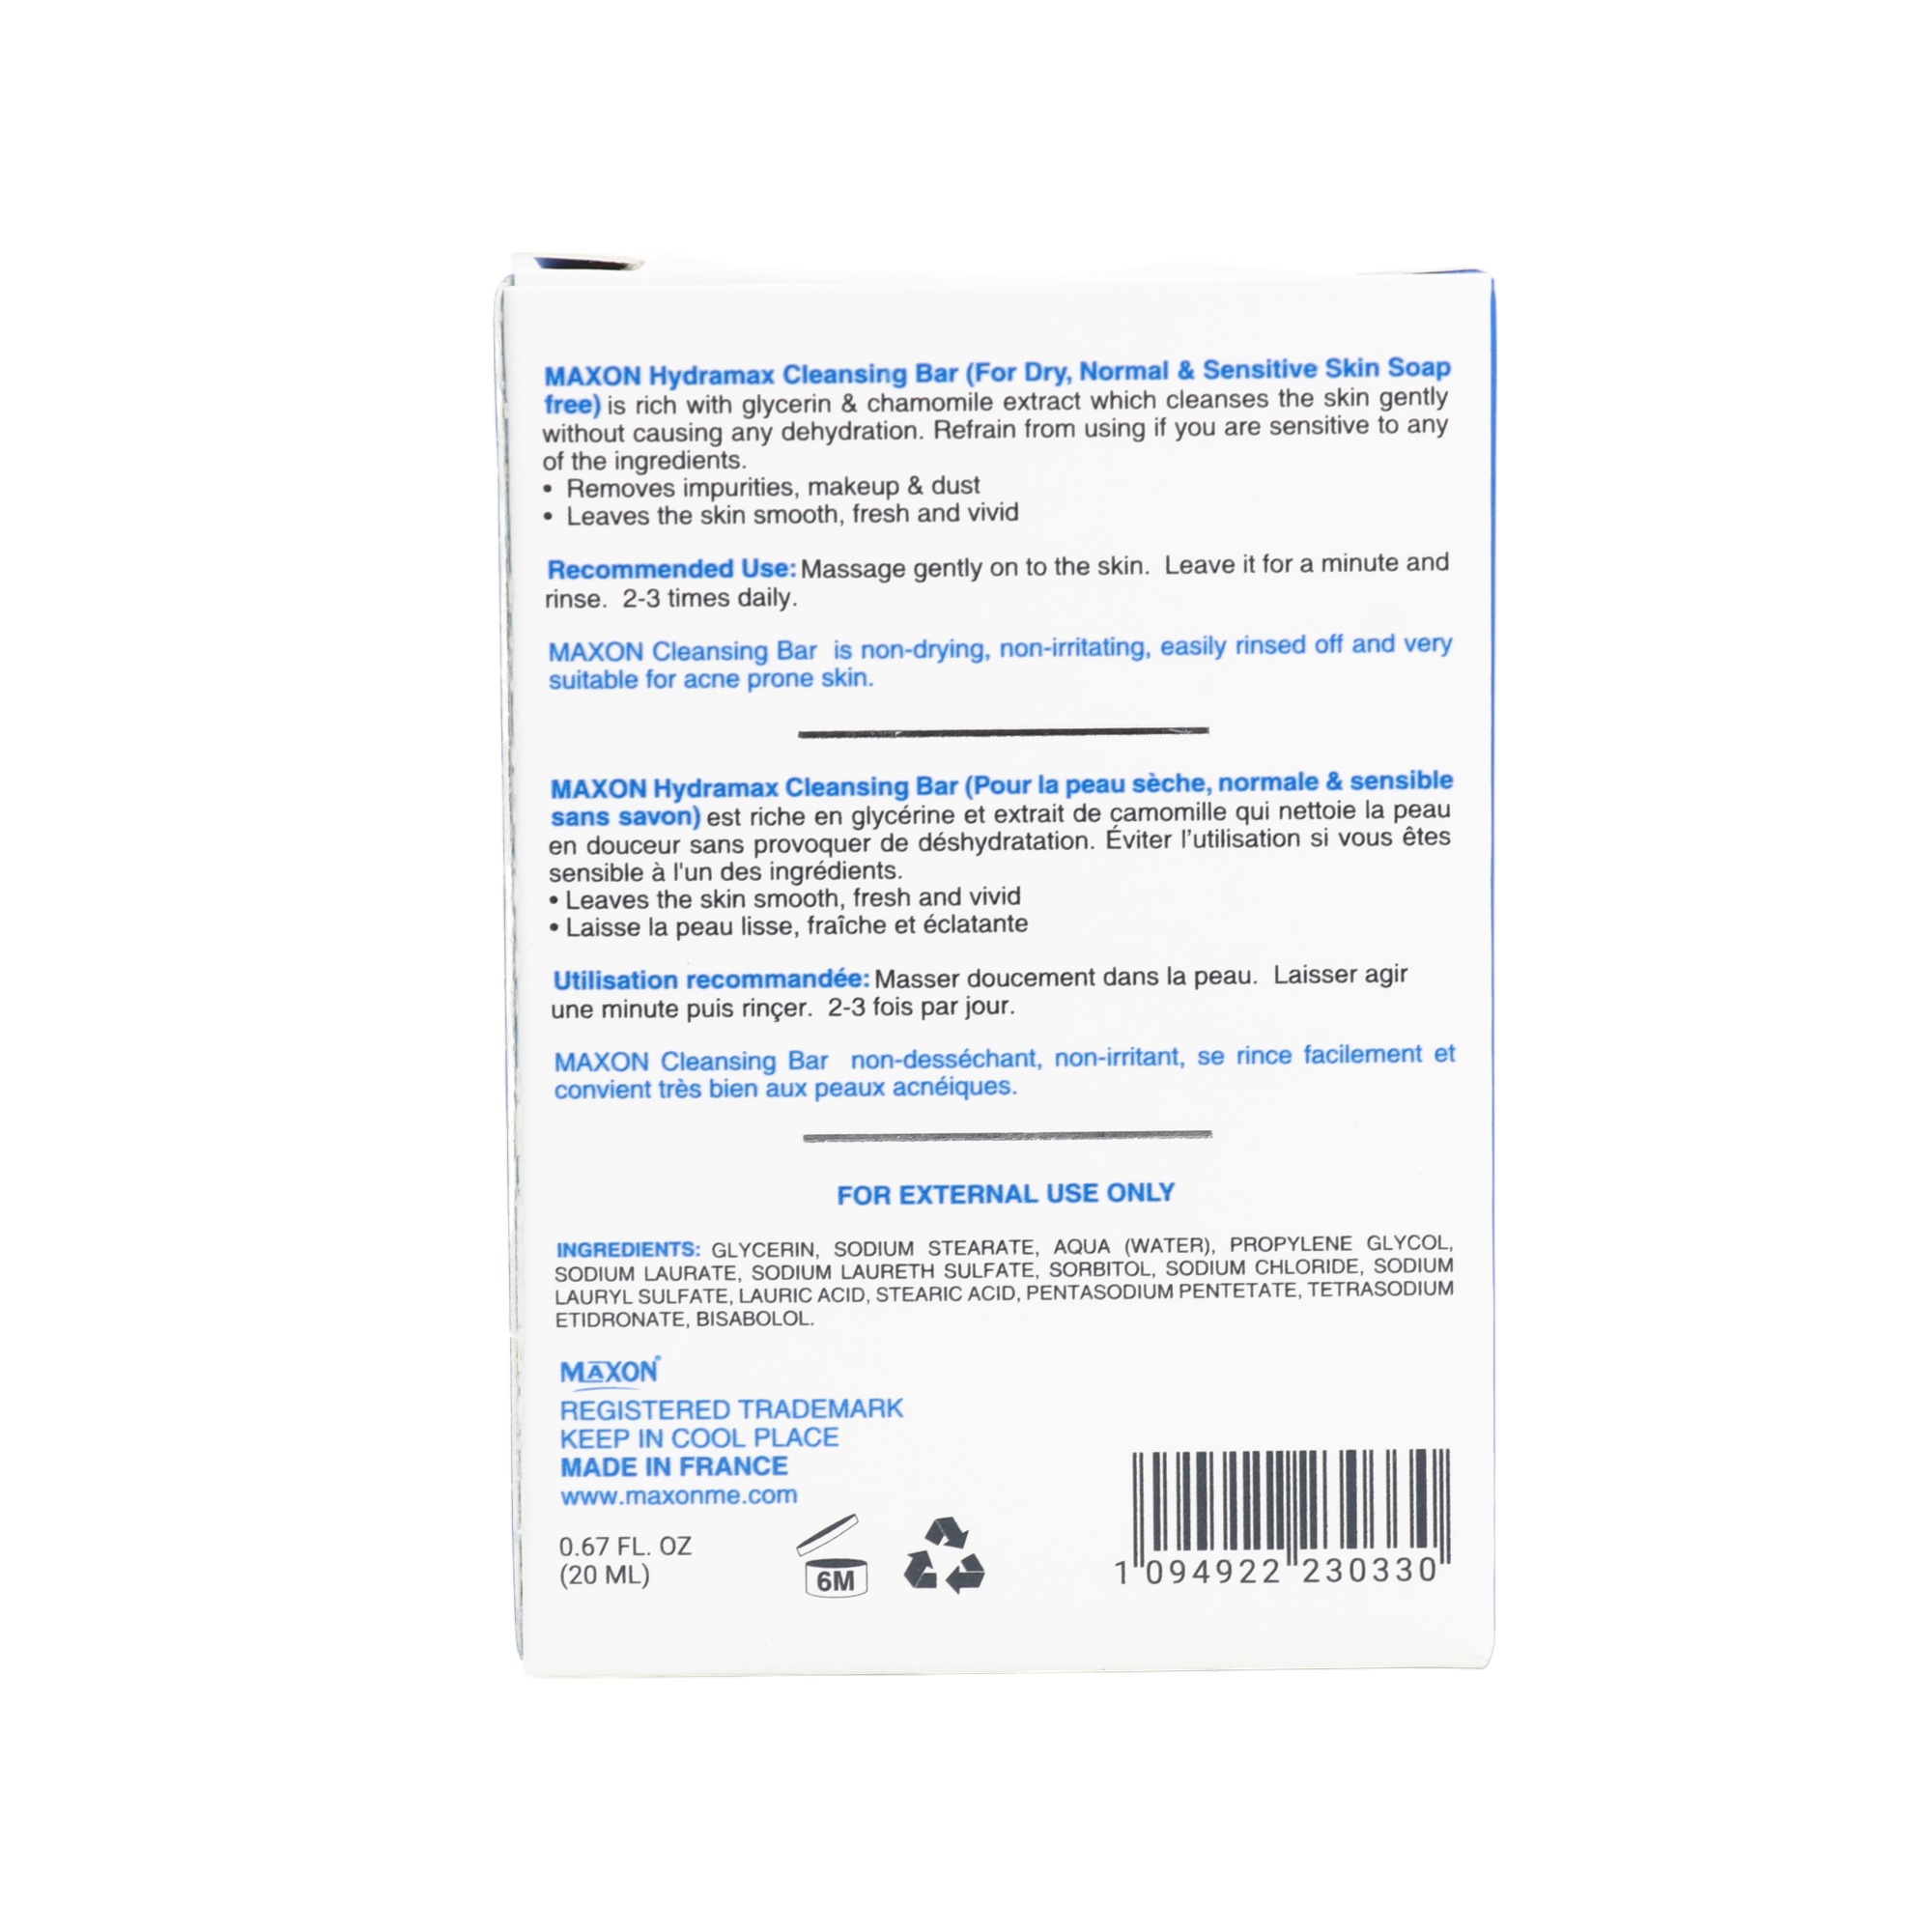 MAXON Hydramax Cleansing Bar (For Dry, Normal & Sensitive Skin Soap
free) is rich with glycerin & chamomile extract which cleanses the skin gently
without causing any dehydration. Refrain from using if you are sensitive to any
of the ingredients.
• Removes impurities, makeup & dust
• Leaves the skin smooth, fresh and vivid
Recommended Use: Massage gently on to the skin. Leave it for a minute and
rinse. 2-3 times daily.
MAXON Cleansing Bar is non-drying, non-irritating, easily rinsed off and very
suitable for acne prone skin.
MAXON Hydramax Cleansing Bar (Pour la peau sèche, normale & sensible
sans savon) est riche en glycérine et extrait de camomille qui nettoie la peau
en douceur sans provoquer de déshydratation. Éviter l'utilisation si vous êtes
sensible à l'un des ingrédients.
• Leaves the skin smooth, fresh and vivid
• Laisse la peau lisse, fraîche et éclatante
Utilisation recommandée: Masser doucement dans la peau. Laisser agir
une minute puis rinçer. 2-3 fois par jour.
MAXON Cleansing Bar non-desséchant, non-irritant, se rince facilement et
convient très bien aux peaux acnéiques.
FOR EXTERNAL USE ONLY
INGREDIENTS: GLYCERIN, SODIUM STEARATE, AQUA (WATER), PROPYLENE GLYCOL,
SODIUM LAURATE, SODIUM LAURETH SULFATE, SORBITOL, SODIUM CHLORIDE, SODIUM
LAURYL SULFATE, LAURIC ACID, STEARIC ACID, PENTASODIUM PENTETATE, TETRASODIUM
ETIDRONATE, BISABOLOL.
MAXON®
REGISTERED TRADEMARK
KEEP IN COOL PLACE
MADE IN FRANCE
www.maxonme.com
0.67 FL. OZ
(20 ML)
6M
1 094922 230330